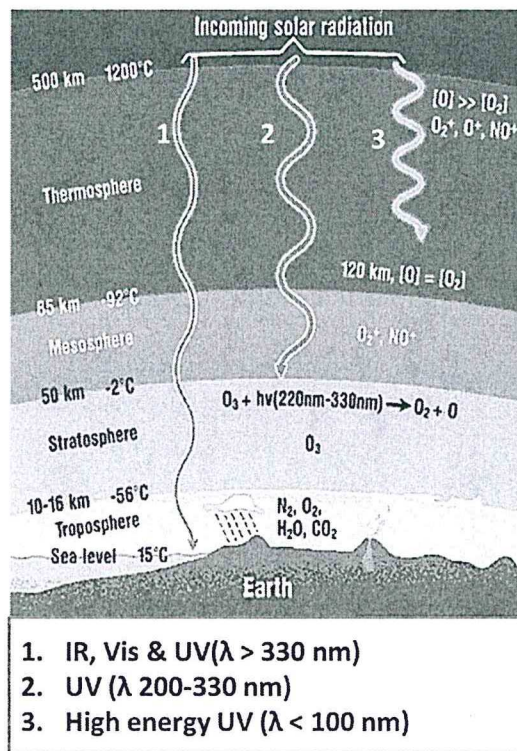 Incoming solar radiation
500 km 1200°C
[O] >> [O₂]
O₂⁺, O⁺, NO⁺
1 2 3
Thermosphere
120 km, [O] = [O₂]
85 km -92°C
Mesosphere
O₂⁺, NO⁺
50 km -2°C
O₃ + hv(220nm-330nm) → O₂ + O
Stratosphere
O₃
10-16 km -56°C
Troposphere
N₂, O₂,
H₂O, CO₂
Sea level 15°C
Earth
1. IR, Vis & UV(λ > 330 nm)
2. UV (λ 200-330 nm)
3. High energy UV (λ < 100 nm)